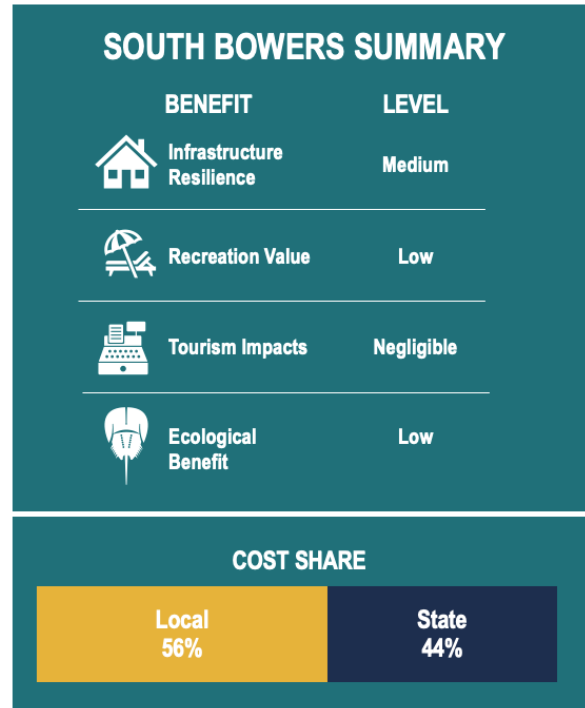 SOUTH BOWERS SUMMARY
BENEFIT LEVEL
Infrastructure
Resilience
Medium
Recreation Value Low
Tourism Impacts Negligible
Ecological
Benefit
Low
COST SHARE
Local
56%
State
44%